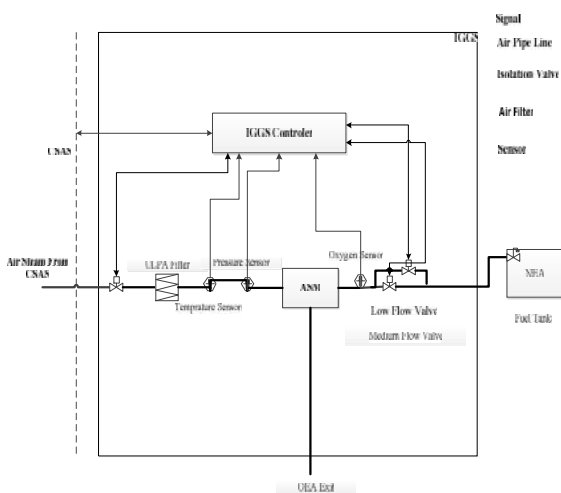 Signal
IGGS
Air Pipe Line
Isolation Valve
Air Filter
Sensor
IGGS Controler
CSAS
Air Stram From
CSAS
ULPA Filter
Pressure Sensor
Oxygen Sensor
Temprature Sensor
ASM
Low Flow Valve
Medium Flow Valve
NEA
Fuel Tank
OEA Exit